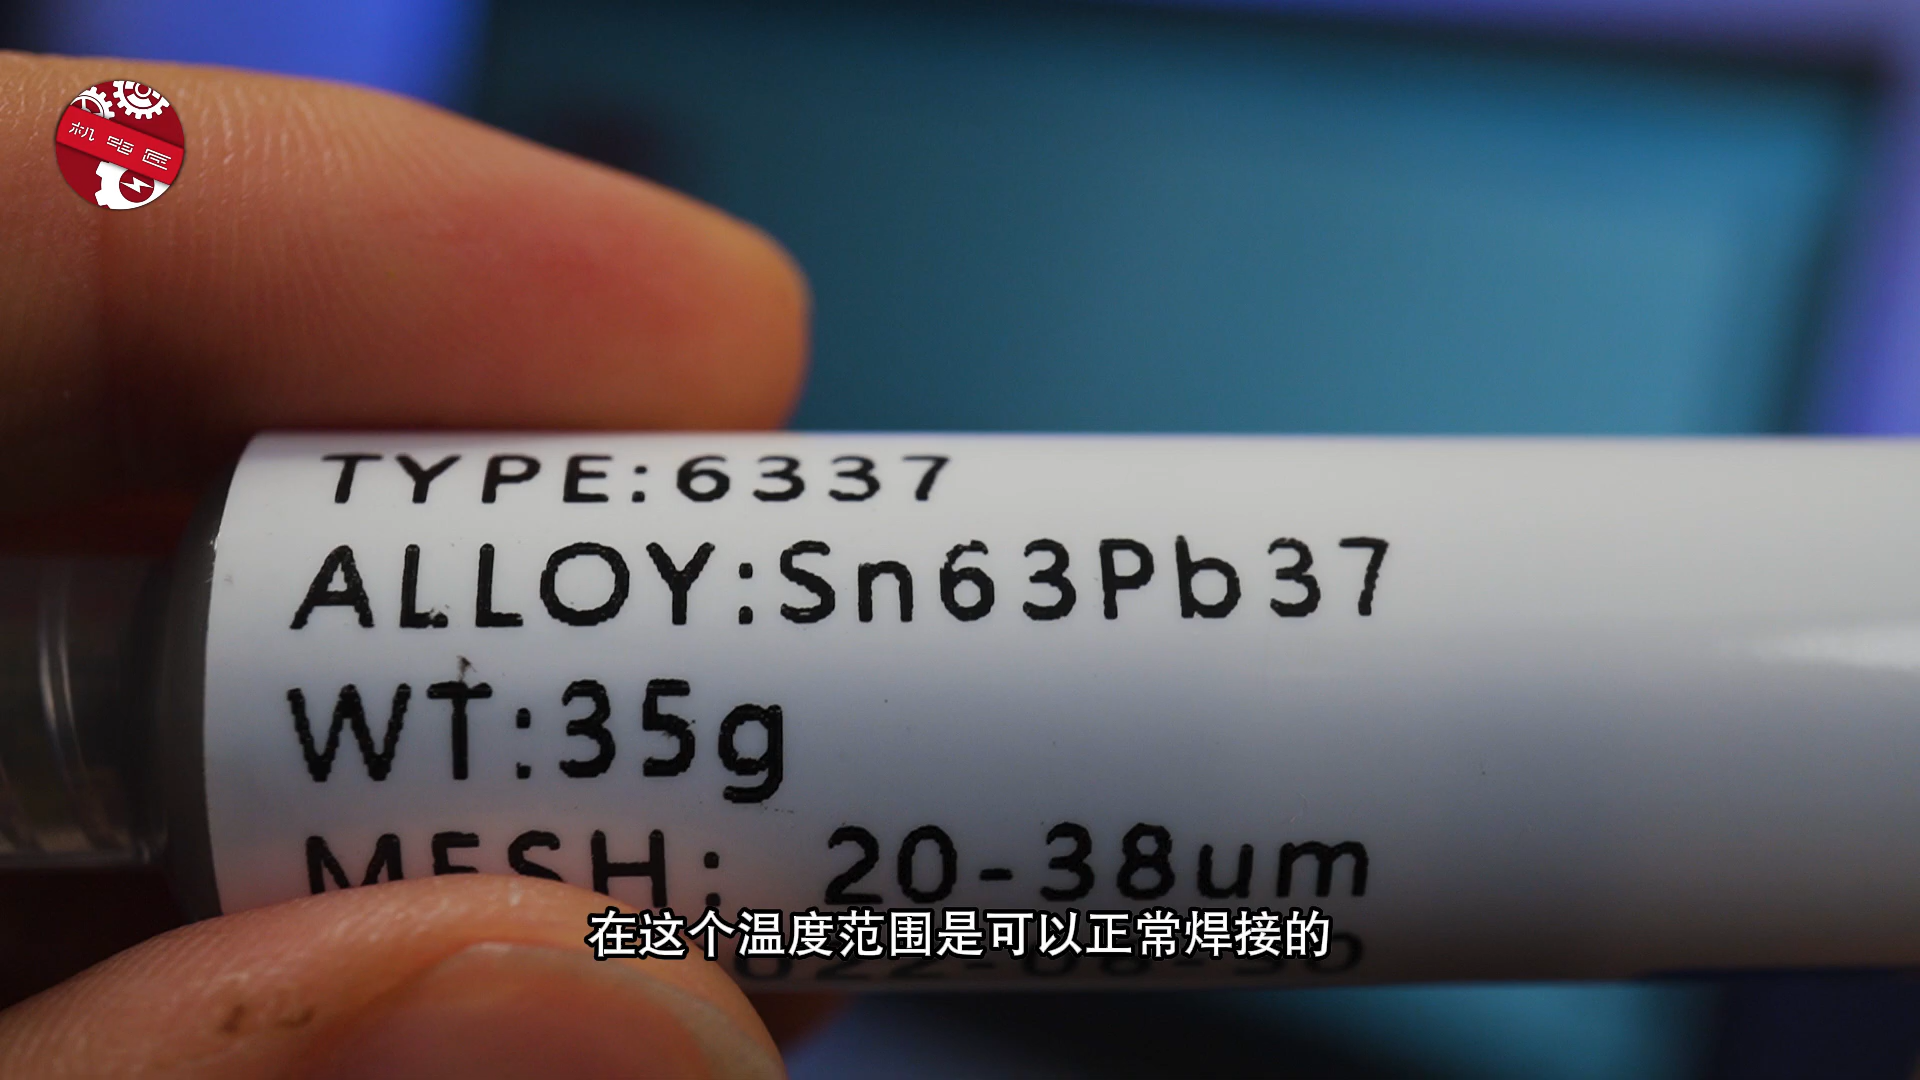 机电匠
TYPE:6337
ALLOY:Sn63Pb37
WT:35g
MESH: 20-38um
在这个温度范围是可以正常焊接的